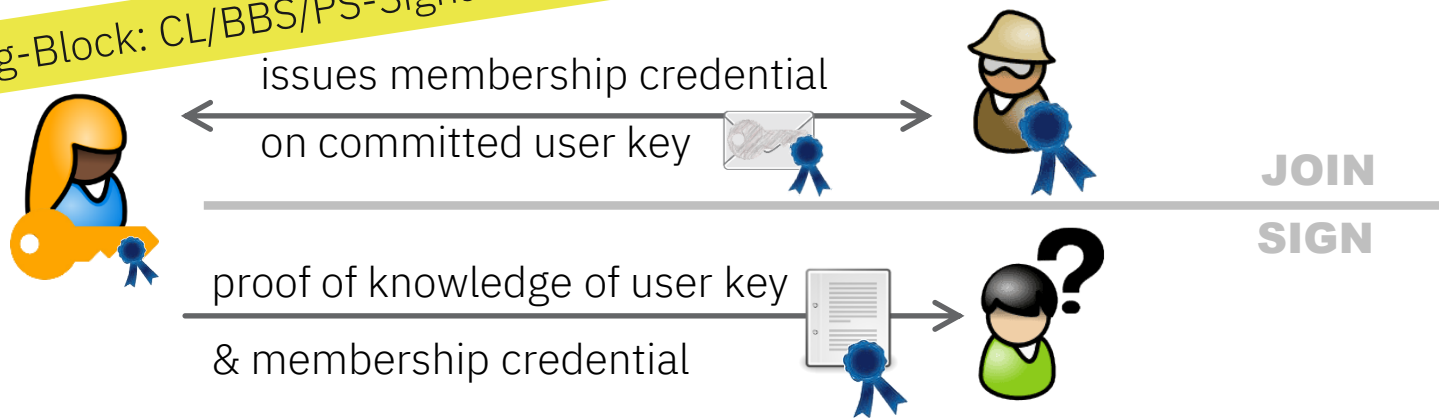 g-Block: CL/BBS/PS-Signa
issues membership credential
on committed user key
JOIN
SIGN
proof of knowledge of user key
?
& membership credential